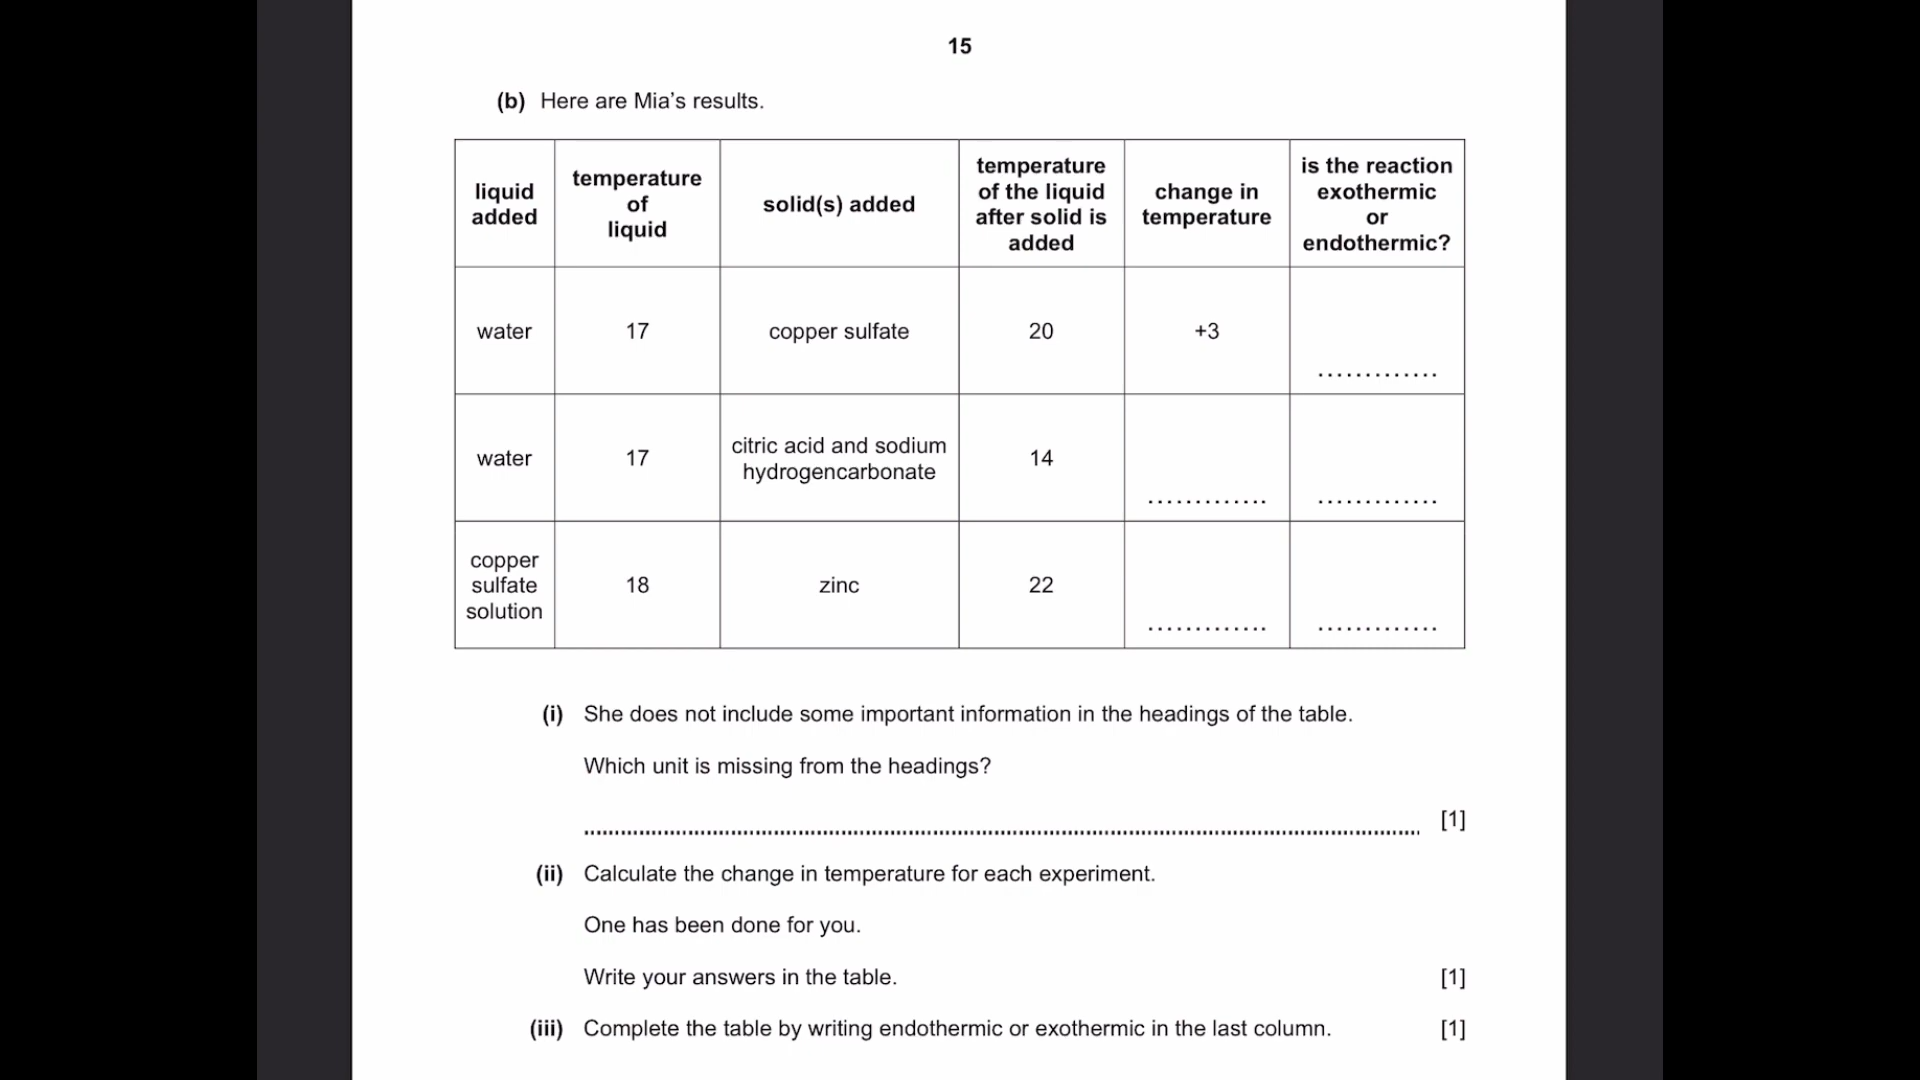 15
(b) Here are Mia's results.
liquid added | temperature of liquid | solid(s) added | temperature of the liquid after solid is added | change in temperature | is the reaction exothermic or endothermic?
water | 17 | copper sulfate | 20 | +3 | .............
water | 17 | citric acid and sodium hydrogencarbonate | 14 | ............. | .............
copper sulfate solution | 18 | zinc | 22 | ............. | .............
(i) She does not include some important information in the headings of the table.
Which unit is missing from the headings?
[1]
(ii) Calculate the change in temperature for each experiment.
One has been done for you.
Write your answers in the table. [1]
(iii) Complete the table by writing endothermic or exothermic in the last column. [1]